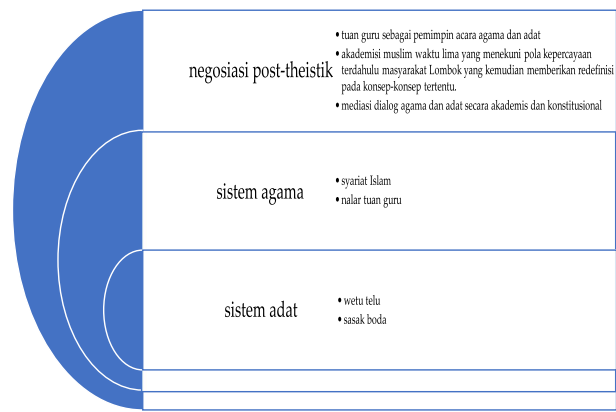 negosiasi post-theistik
• tuan guru sebagai pemimpin acara agama dan adat
• akademisi muslim waktu lima yang menekuni pola kepercayaan
terdahulu masyarakat Lombok yang kemudian memberikan redefinisi
pada konsep-konsep tertentu.
• mediasi dialog agama dan adat secara akademis dan konstitusional
sistem agama
• syariat Islam
• nalar tuan guru
sistem adat
• wetu telu
• sasak boda